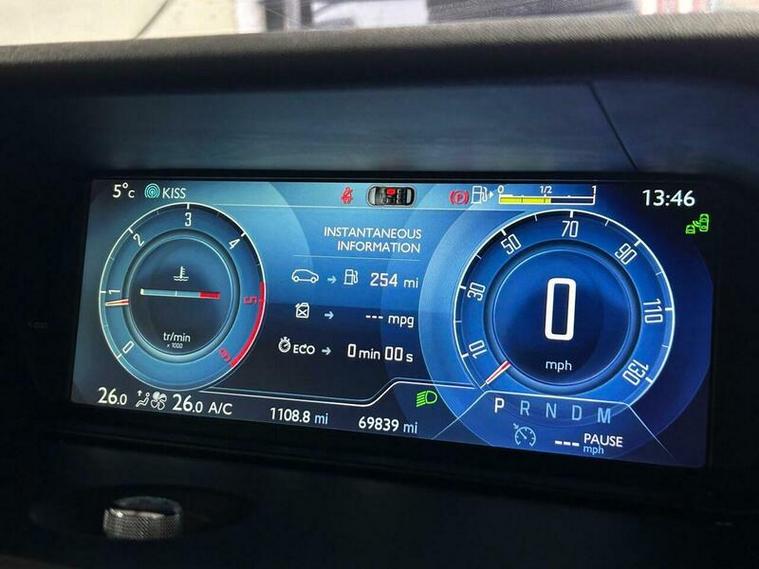 5°c KISS
0 1/2 1
13:46
INSTANTANEOUS
INFORMATION
254 mi
--- mpg
ECO 0 min 00 s
0 1 2 3 4 5 6
tr/min
x 1000
10 30 50 70 90 110 130
0
mph
26.0 26.0 A/C
1108.8 mi
69839 mi
P R N D M
--- PAUSE
mph